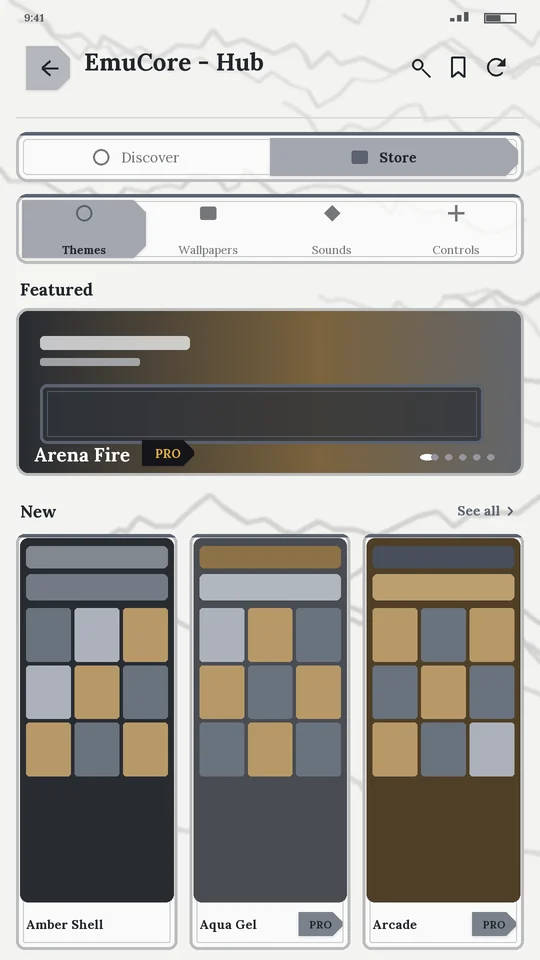 9:41
EmuCore - Hub
Discover
Store
Themes
Wallpapers
Sounds
Controls
Featured
Arena Fire
PRO
New
See all
Amber Shell
Aqua Gel
PRO
Arcade
PRO